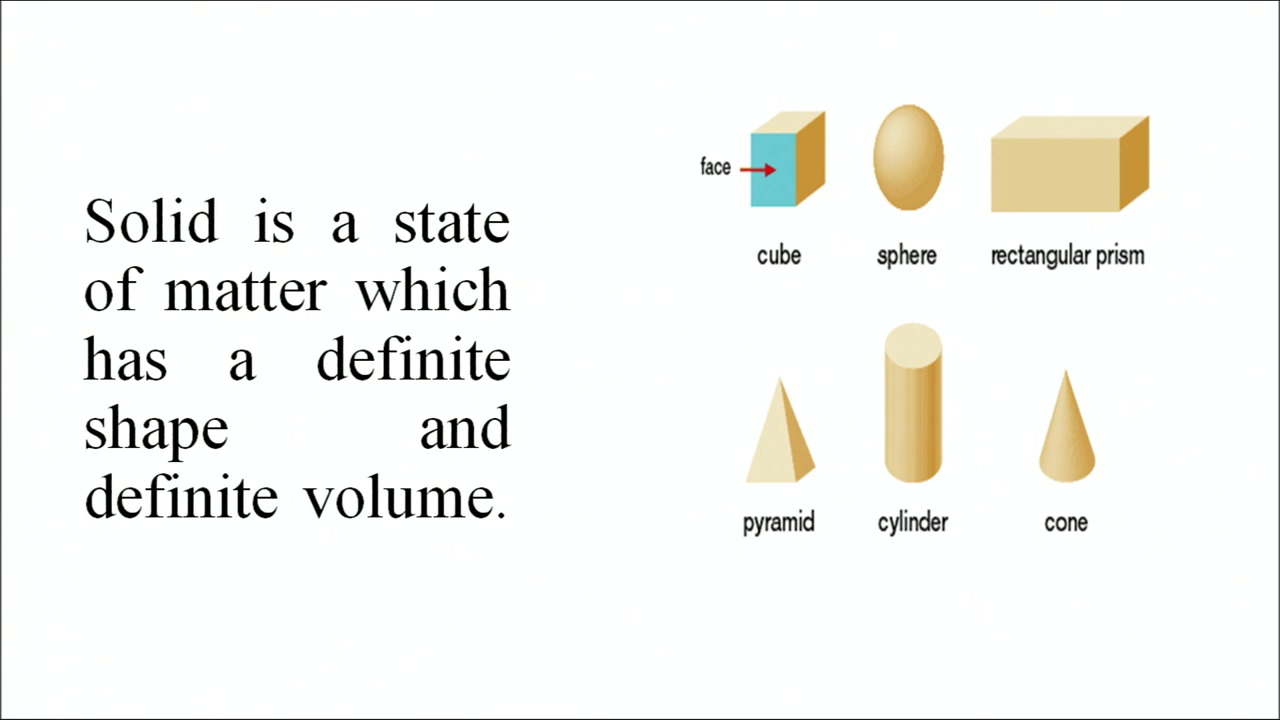 Solid is a state
of matter which
has a definite
shape and
definite volume.
face
cube sphere rectangular prism
pyramid cylinder cone